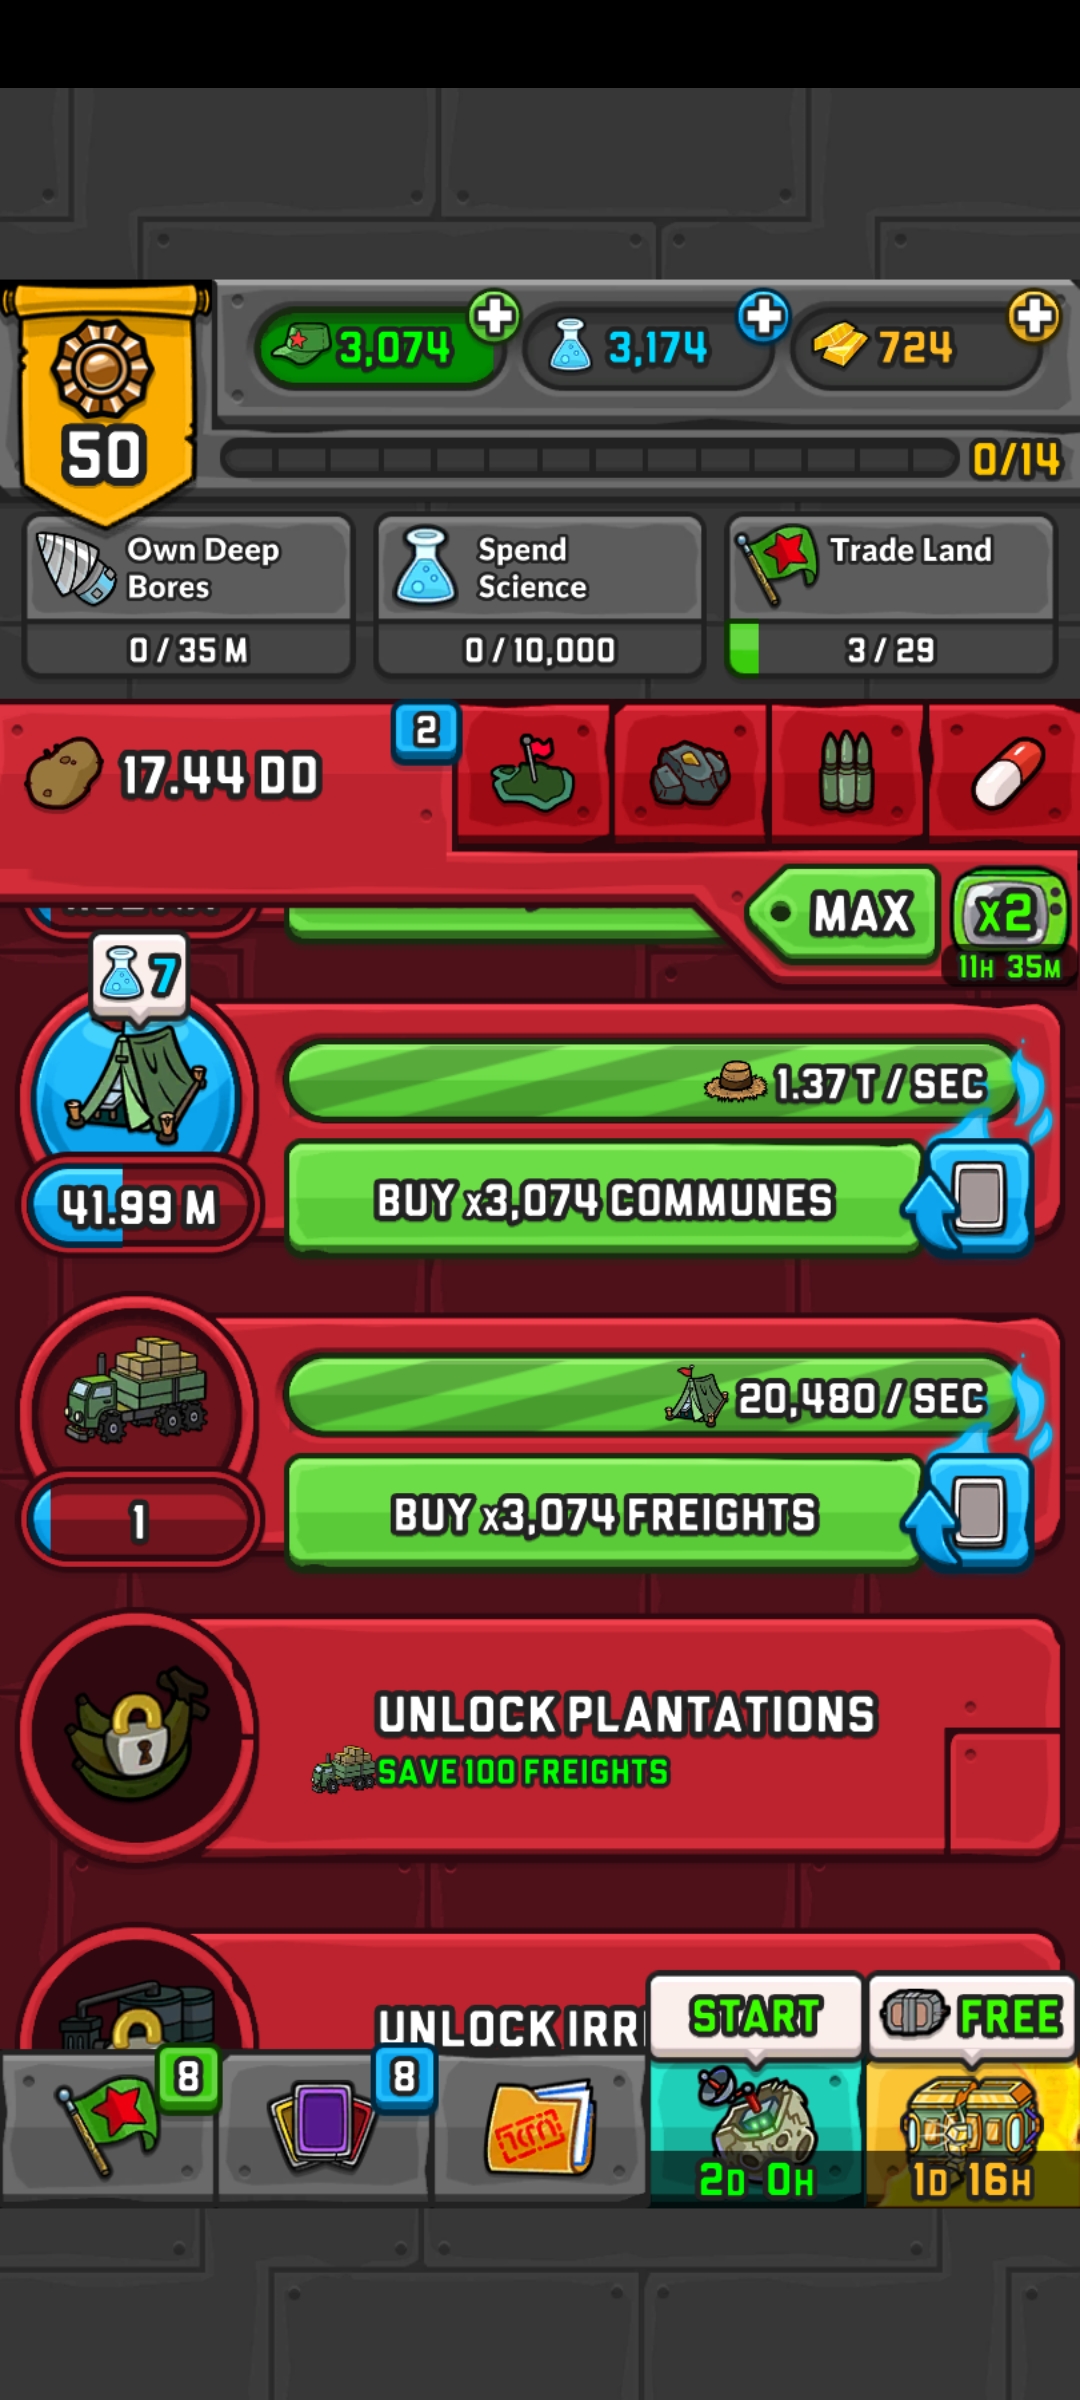 3,074
3,174
724
50
0/14
Own Deep
Bores
0 / 35 M
Spend
Science
0 / 10,000
Trade Land
3 / 29
17.44 DD
2
MAX
x2
11H 35M
7
1.37 T / SEC
41.99 M
BUY x3,074 COMMUNES
20,480 / SEC
1
BUY x3,074 FREIGHTS
UNLOCK PLANTATIONS
SAVE 100 FREIGHTS
UNLOCK IRR
START
FREE
8
8
2D 0H
1D 16H